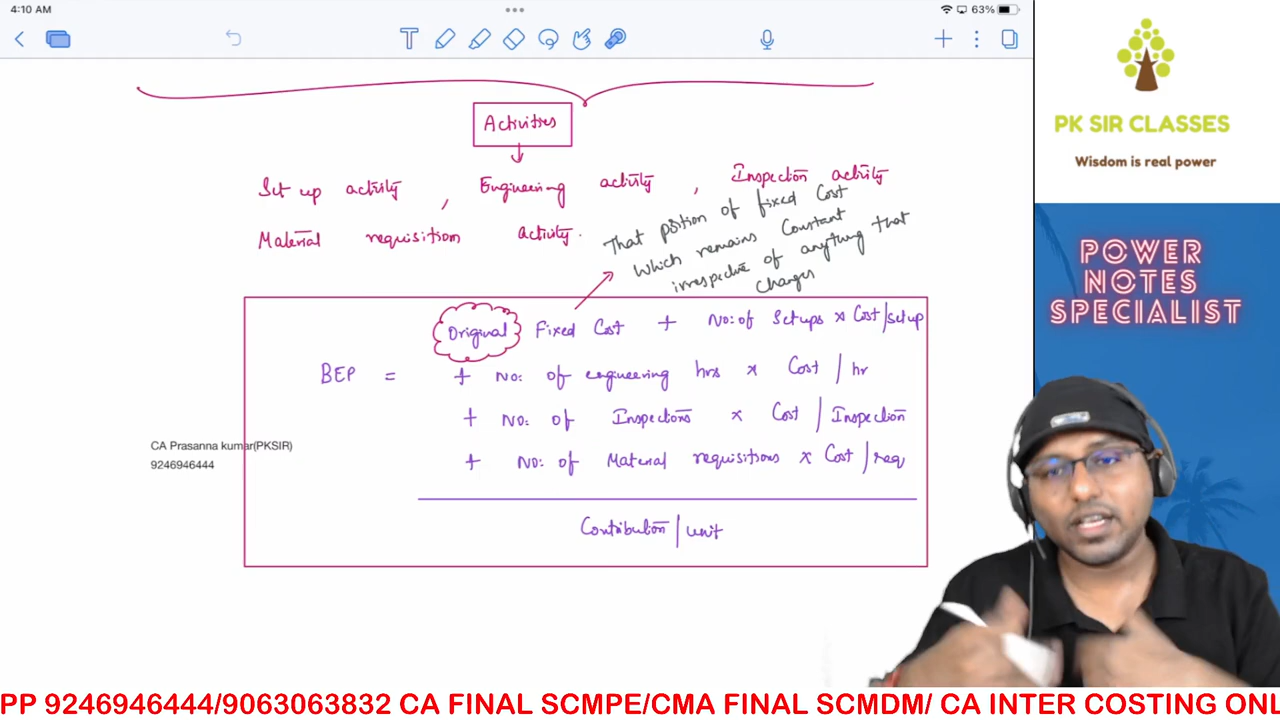 4:10 AM
63%
T
PK SIR CLASSES
Wisdom is real power
Activities
Set up activity , Engineering activity , Inspection activity
Material requisition activity.
That portion of fixed Cost
Which remains Constant
irrespective of anything that
Changes
Original Fixed Cost + No: of Setups x Cost/setup
BEP = + No: of engineering hrs x Cost / hr
+ No: of Inspections x Cost / Inspection
+ No: of Material requisitions x Cost / req
Contribution / unit
CA Prasanna kumar(PKSIR)
9246946444
POWER
NOTES
SPECIALIST
PP 9246946444/9063063832 CA FINAL SCMPE/CMA FINAL SCMDM/ CA INTER COSTING ONL